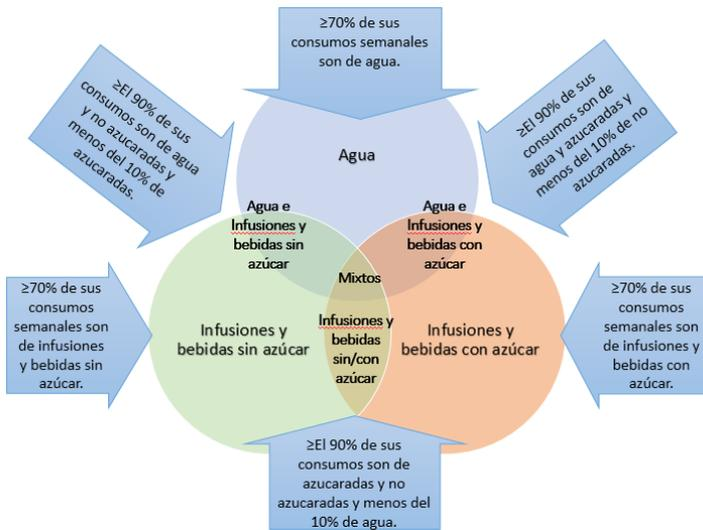 ≥70% de sus
consumos semanales
son de agua.
≥El 90% de sus
consumos son de agua
y no azucaradas y
menos del 10% de
azucaradas.
≥El 90% de sus
consumos son de
agua y azucaradas y
menos del 10% de no
azucaradas.
Agua
Agua e
Infusiones y
bebidas sin
azúcar
Agua e
Infusiones y
bebidas con
azúcar
Mixtos
≥70% de sus
consumos
semanales son
de infusiones
y bebidas sin
azúcar.
Infusiones y
bebidas sin azúcar
Infusiones y
bebidas
sin/con
azúcar
Infusiones y
bebidas con azúcar
≥70% de sus
consumos
semanales son
de infusiones y
bebidas con
azúcar.
≥El 90% de sus
consumos son de
azucaradas y no
azucaradas y menos del
10% de agua.